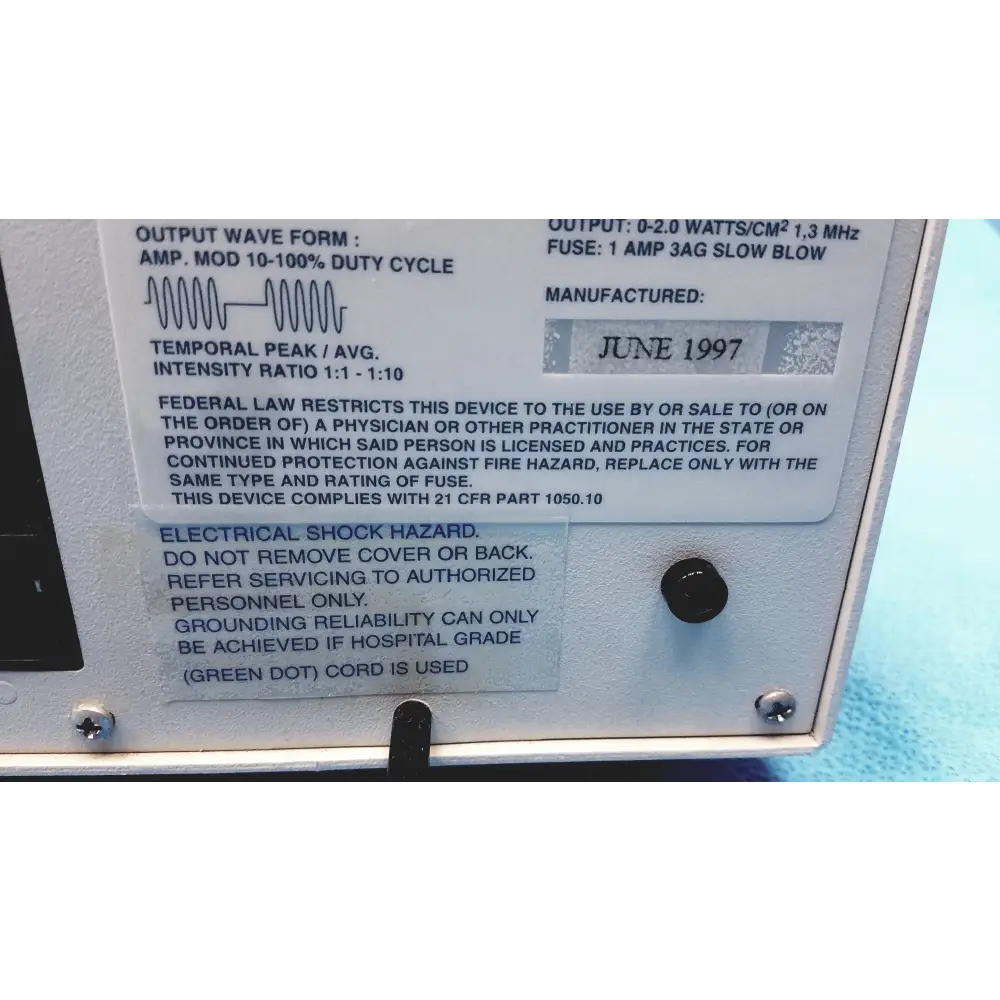 OUTPUT WAVE FORM :
AMP. MOD 10-100% DUTY CYCLE
TEMPORAL PEAK / AVG.
INTENSITY RATIO 1:1 - 1:10
OUTPUT: 0-2.0 WATTS/CM² 1,3 MHz
FUSE: 1 AMP 3AG SLOW BLOW
MANUFACTURED:
JUNE 1997
FEDERAL LAW RESTRICTS THIS DEVICE TO THE USE BY OR SALE TO (OR ON
THE ORDER OF) A PHYSICIAN OR OTHER PRACTITIONER IN THE STATE OR
PROVINCE IN WHICH SAID PERSON IS LICENSED AND PRACTICES. FOR
CONTINUED PROTECTION AGAINST FIRE HAZARD, REPLACE ONLY WITH THE
SAME TYPE AND RATING OF FUSE.
THIS DEVICE COMPLIES WITH 21 CFR PART 1050.10
ELECTRICAL SHOCK HAZARD.
DO NOT REMOVE COVER OR BACK.
REFER SERVICING TO AUTHORIZED
PERSONNEL ONLY.
GROUNDING RELIABILITY CAN ONLY
BE ACHIEVED IF HOSPITAL GRADE
(GREEN DOT) CORD IS USED